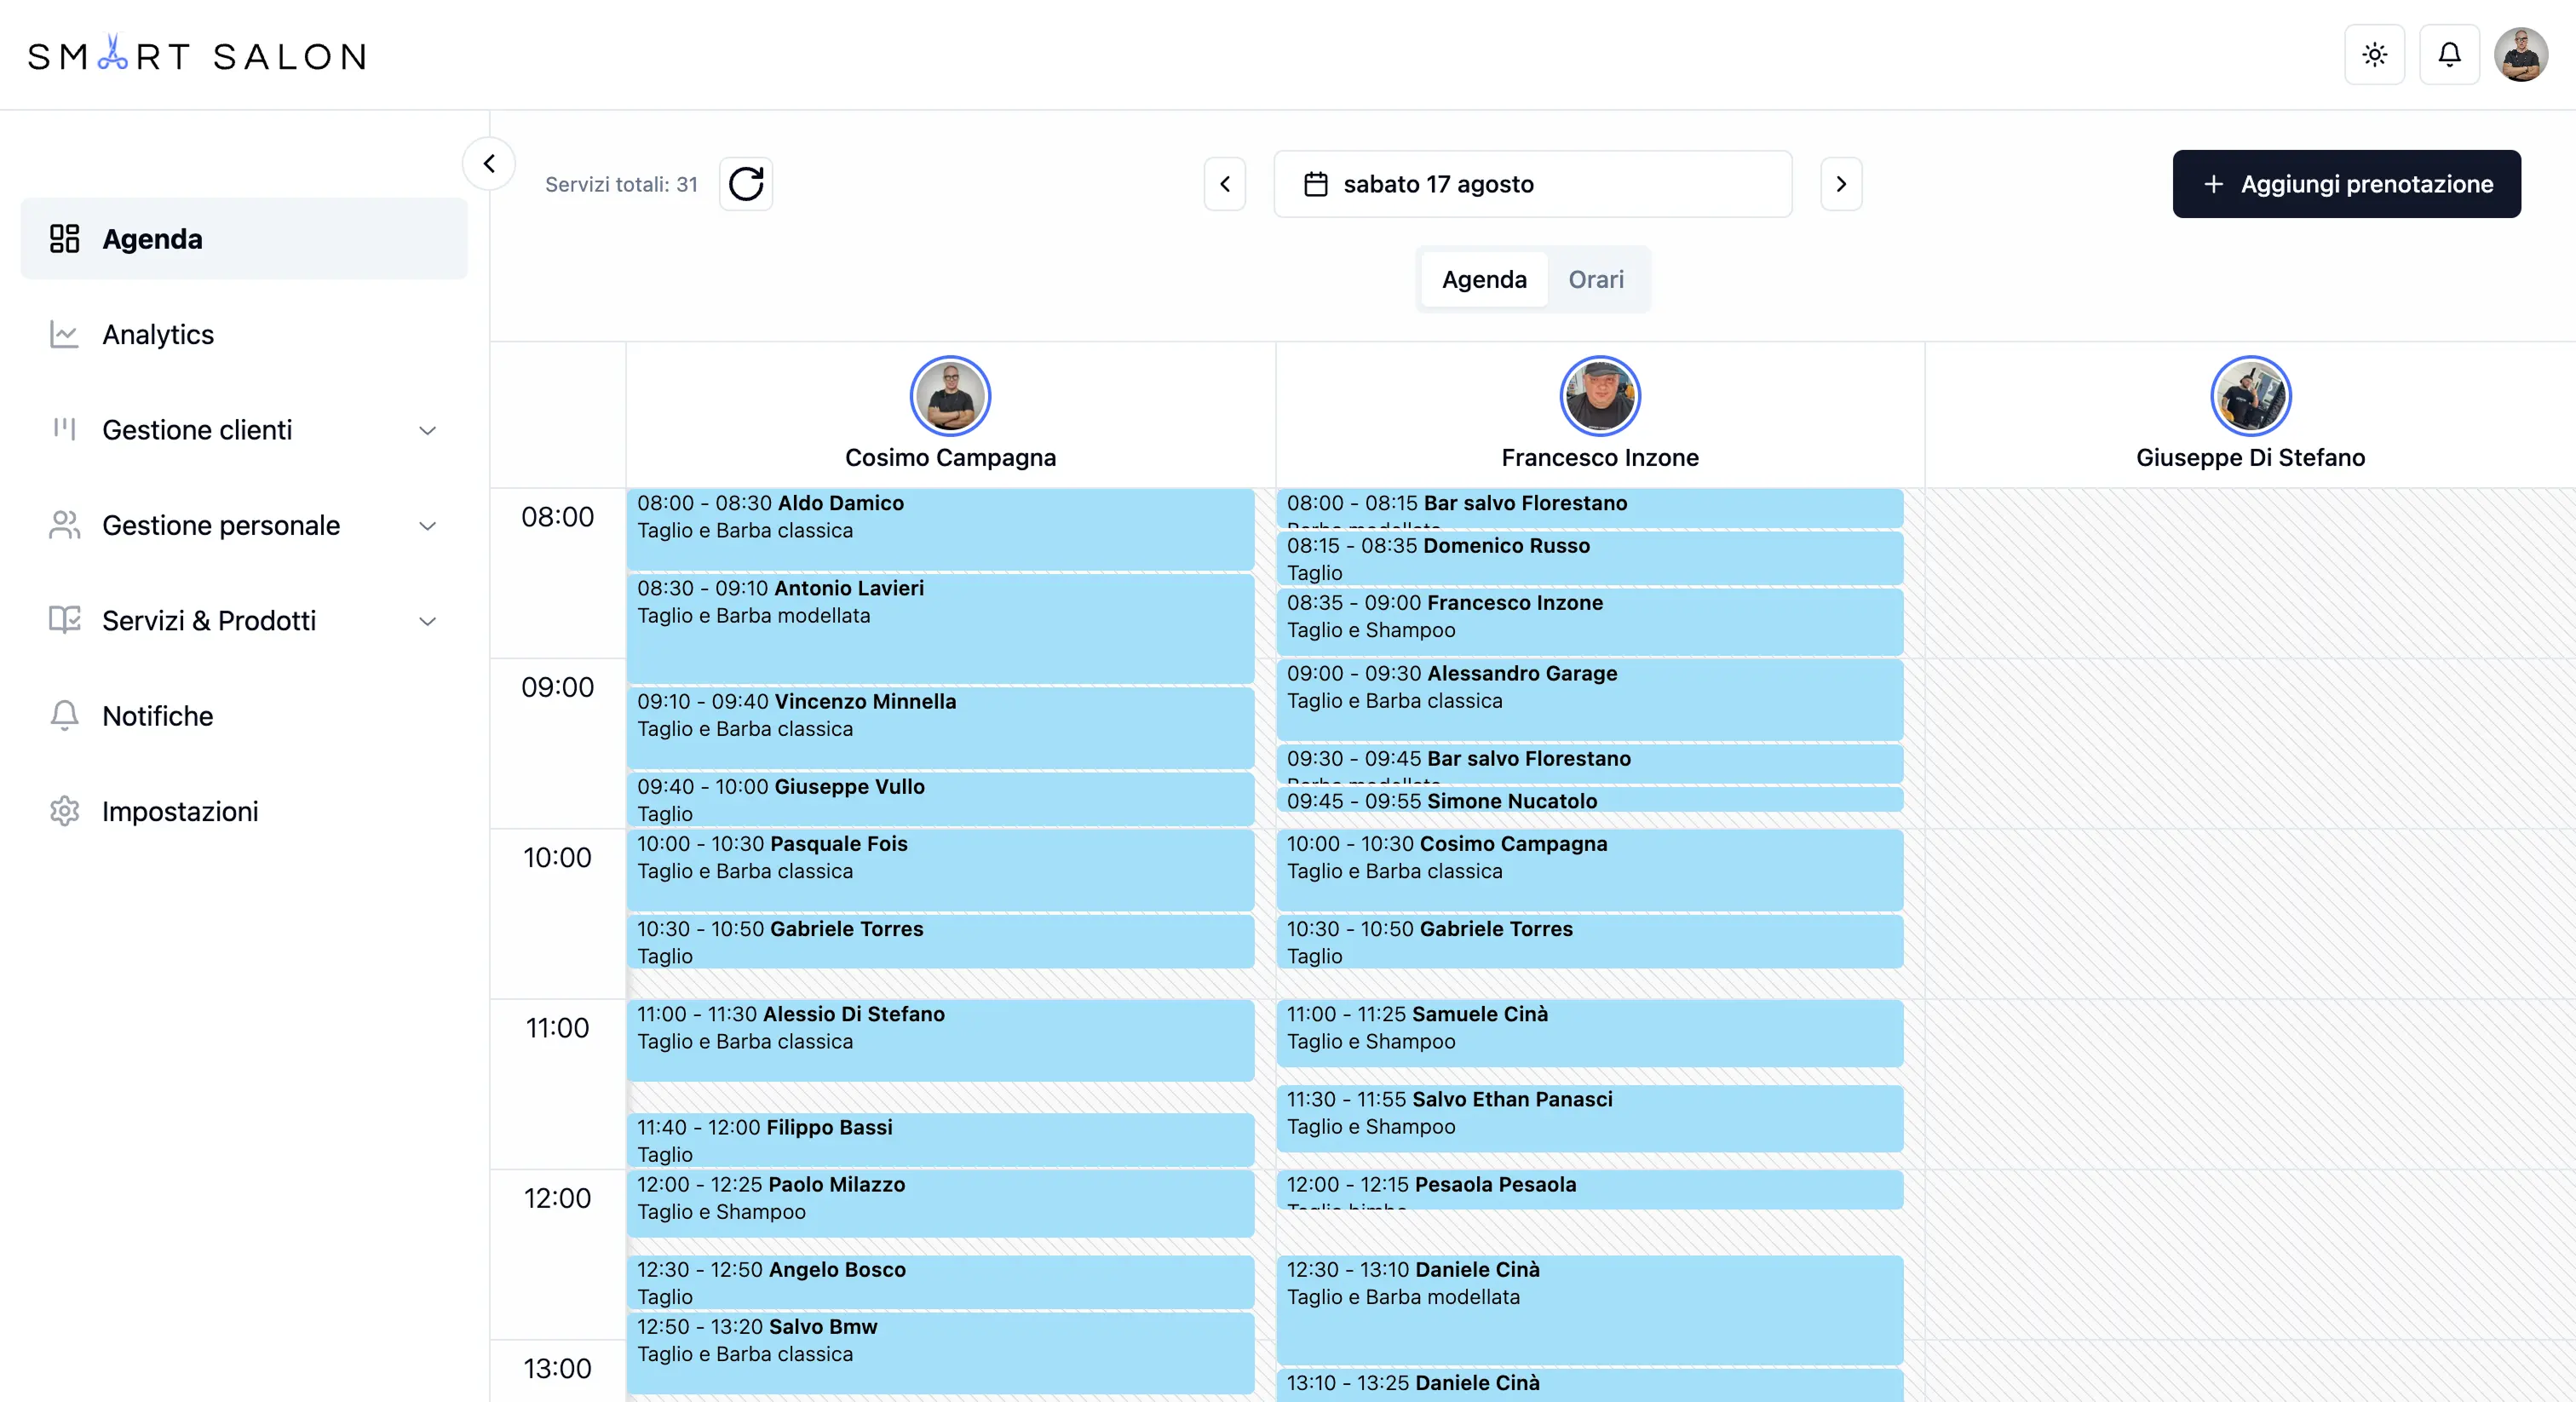 SMART SALON
Servizi totali: 31
sabato 17 agosto
+ Aggiungi prenotazione
Agenda
Orari
Agenda
Analytics
Gestione clienti
Gestione personale
Servizi & Prodotti
Notifiche
Impostazioni
Cosimo Campagna
Francesco Inzone
Giuseppe Di Stefano
08:00
09:00
10:00
11:00
12:00
13:00
08:00 - 08:30 Aldo Damico
Taglio e Barba classica
08:30 - 09:10 Antonio Lavieri
Taglio e Barba modellata
09:10 - 09:40 Vincenzo Minnella
Taglio e Barba classica
09:40 - 10:00 Giuseppe Vullo
Taglio
10:00 - 10:30 Pasquale Fois
Taglio e Barba classica
10:30 - 10:50 Gabriele Torres
Taglio
11:00 - 11:30 Alessio Di Stefano
Taglio e Barba classica
11:40 - 12:00 Filippo Bassi
Taglio
12:00 - 12:25 Paolo Milazzo
Taglio e Shampoo
12:30 - 12:50 Angelo Bosco
Taglio
12:50 - 13:20 Salvo Bmw
Taglio e Barba classica
08:00 - 08:15 Bar salvo Florestano
08:15 - 08:35 Domenico Russo
Taglio
08:35 - 09:00 Francesco Inzone
Taglio e Shampoo
09:00 - 09:30 Alessandro Garage
Taglio e Barba classica
09:30 - 09:45 Bar salvo Florestano
09:45 - 09:55 Simone Nucatolo
10:00 - 10:30 Cosimo Campagna
Taglio e Barba classica
10:30 - 10:50 Gabriele Torres
Taglio
11:00 - 11:25 Samuele Cinà
Taglio e Shampoo
11:30 - 11:55 Salvo Ethan Panasci
Taglio e Shampoo
12:00 - 12:15 Pesaola Pesaola
12:30 - 13:10 Daniele Cinà
Taglio e Barba modellata
13:10 - 13:25 Daniele Cinà